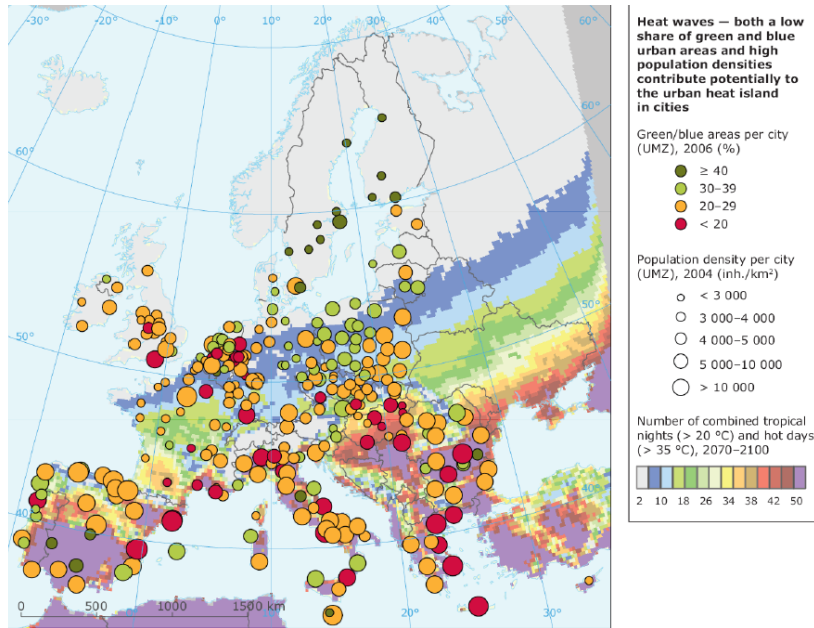 -30° -20° -10° 0° 10° 20° 30° 40° 50°
60°
60°
50°
50°
40°
40°
0 500 1000 1500 km
20°
30°
Heat waves — both a low
share of green and blue
urban areas and high
population densities
contribute potentially to
the urban heat island
in cities
Green/blue areas per city
(UMZ), 2006 (%)
≥ 40
30–39
20–29
< 20
Population density per city
(UMZ), 2004 (inh./km²)
< 3 000
3 000–4 000
4 000–5 000
5 000–10 000
> 10 000
Number of combined tropical
nights (> 20 °C) and hot days
(> 35 °C), 2070–2100
2 10 18 26 34 38 42 50